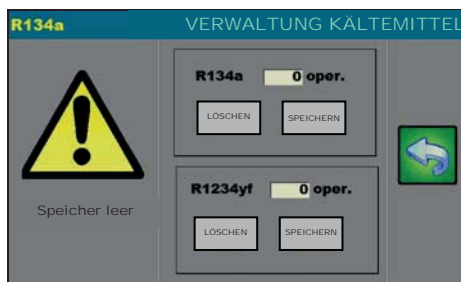 R134a VERWALTUNG KÄLTEMITTEL
R134a 0 oper.
LÖSCHEN SPEICHERN
Speicher leer
R1234yf 0 oper.
LÖSCHEN SPEICHERN